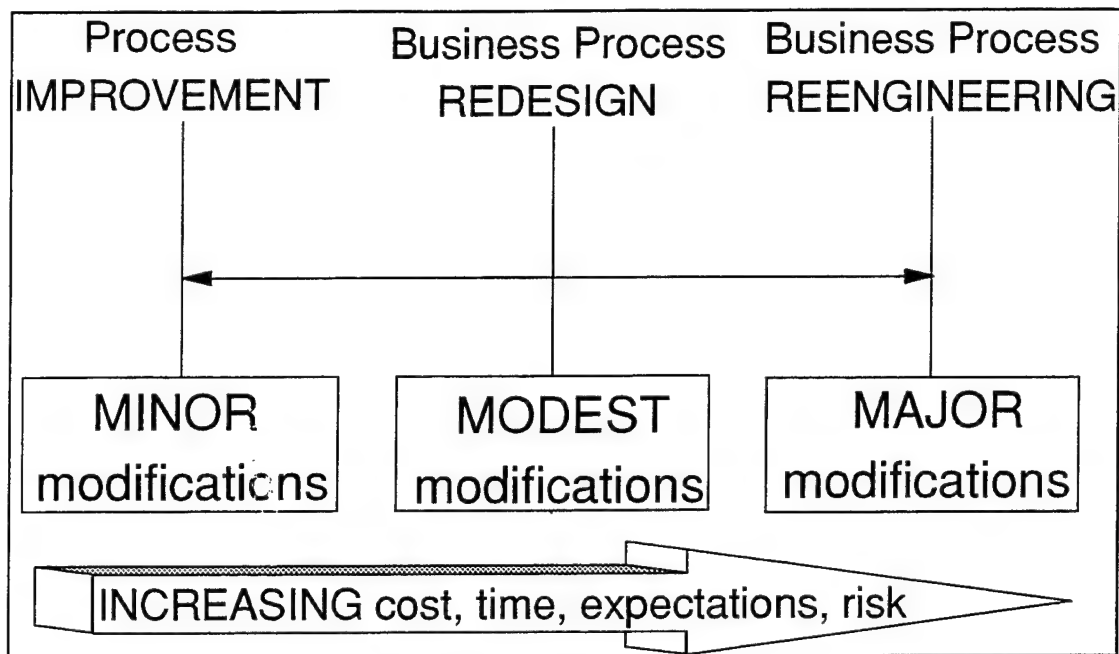 Process
IMPROVEMENT
Business Process
REDESIGN
Business Process
REENGINEERING
MINOR
modifications
MODEST
modifications
MAJOR
modifications
INCREASING cost, time, expectations, risk